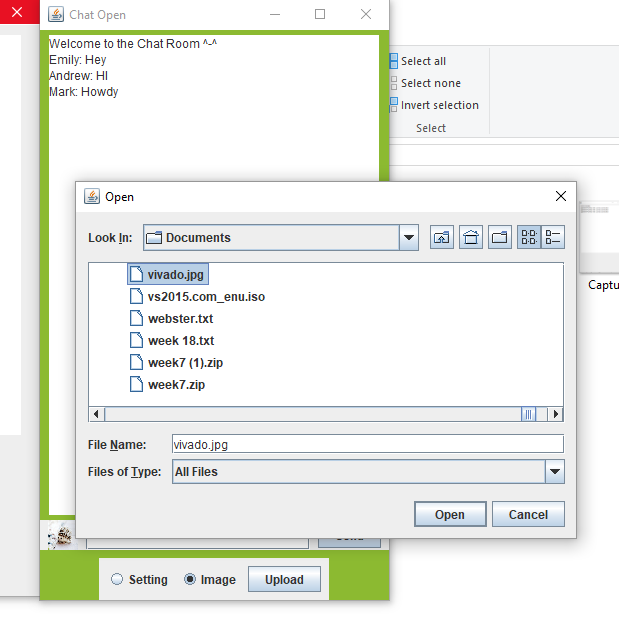 Chat Open
Welcome to the Chat Room ^-^
Emily: Hey
Andrew: HI
Mark: Howdy
Select all
Select none
Invert selection
Select
Open
Look In:
Documents
vivado.jpg
vs2015.com_enu.iso
webster.txt
week 18.txt
week7 (1).zip
week7.zip
File Name:
vivado.jpg
Files of Type:
All Files
Open
Cancel
Captu
Setting
Image
Upload